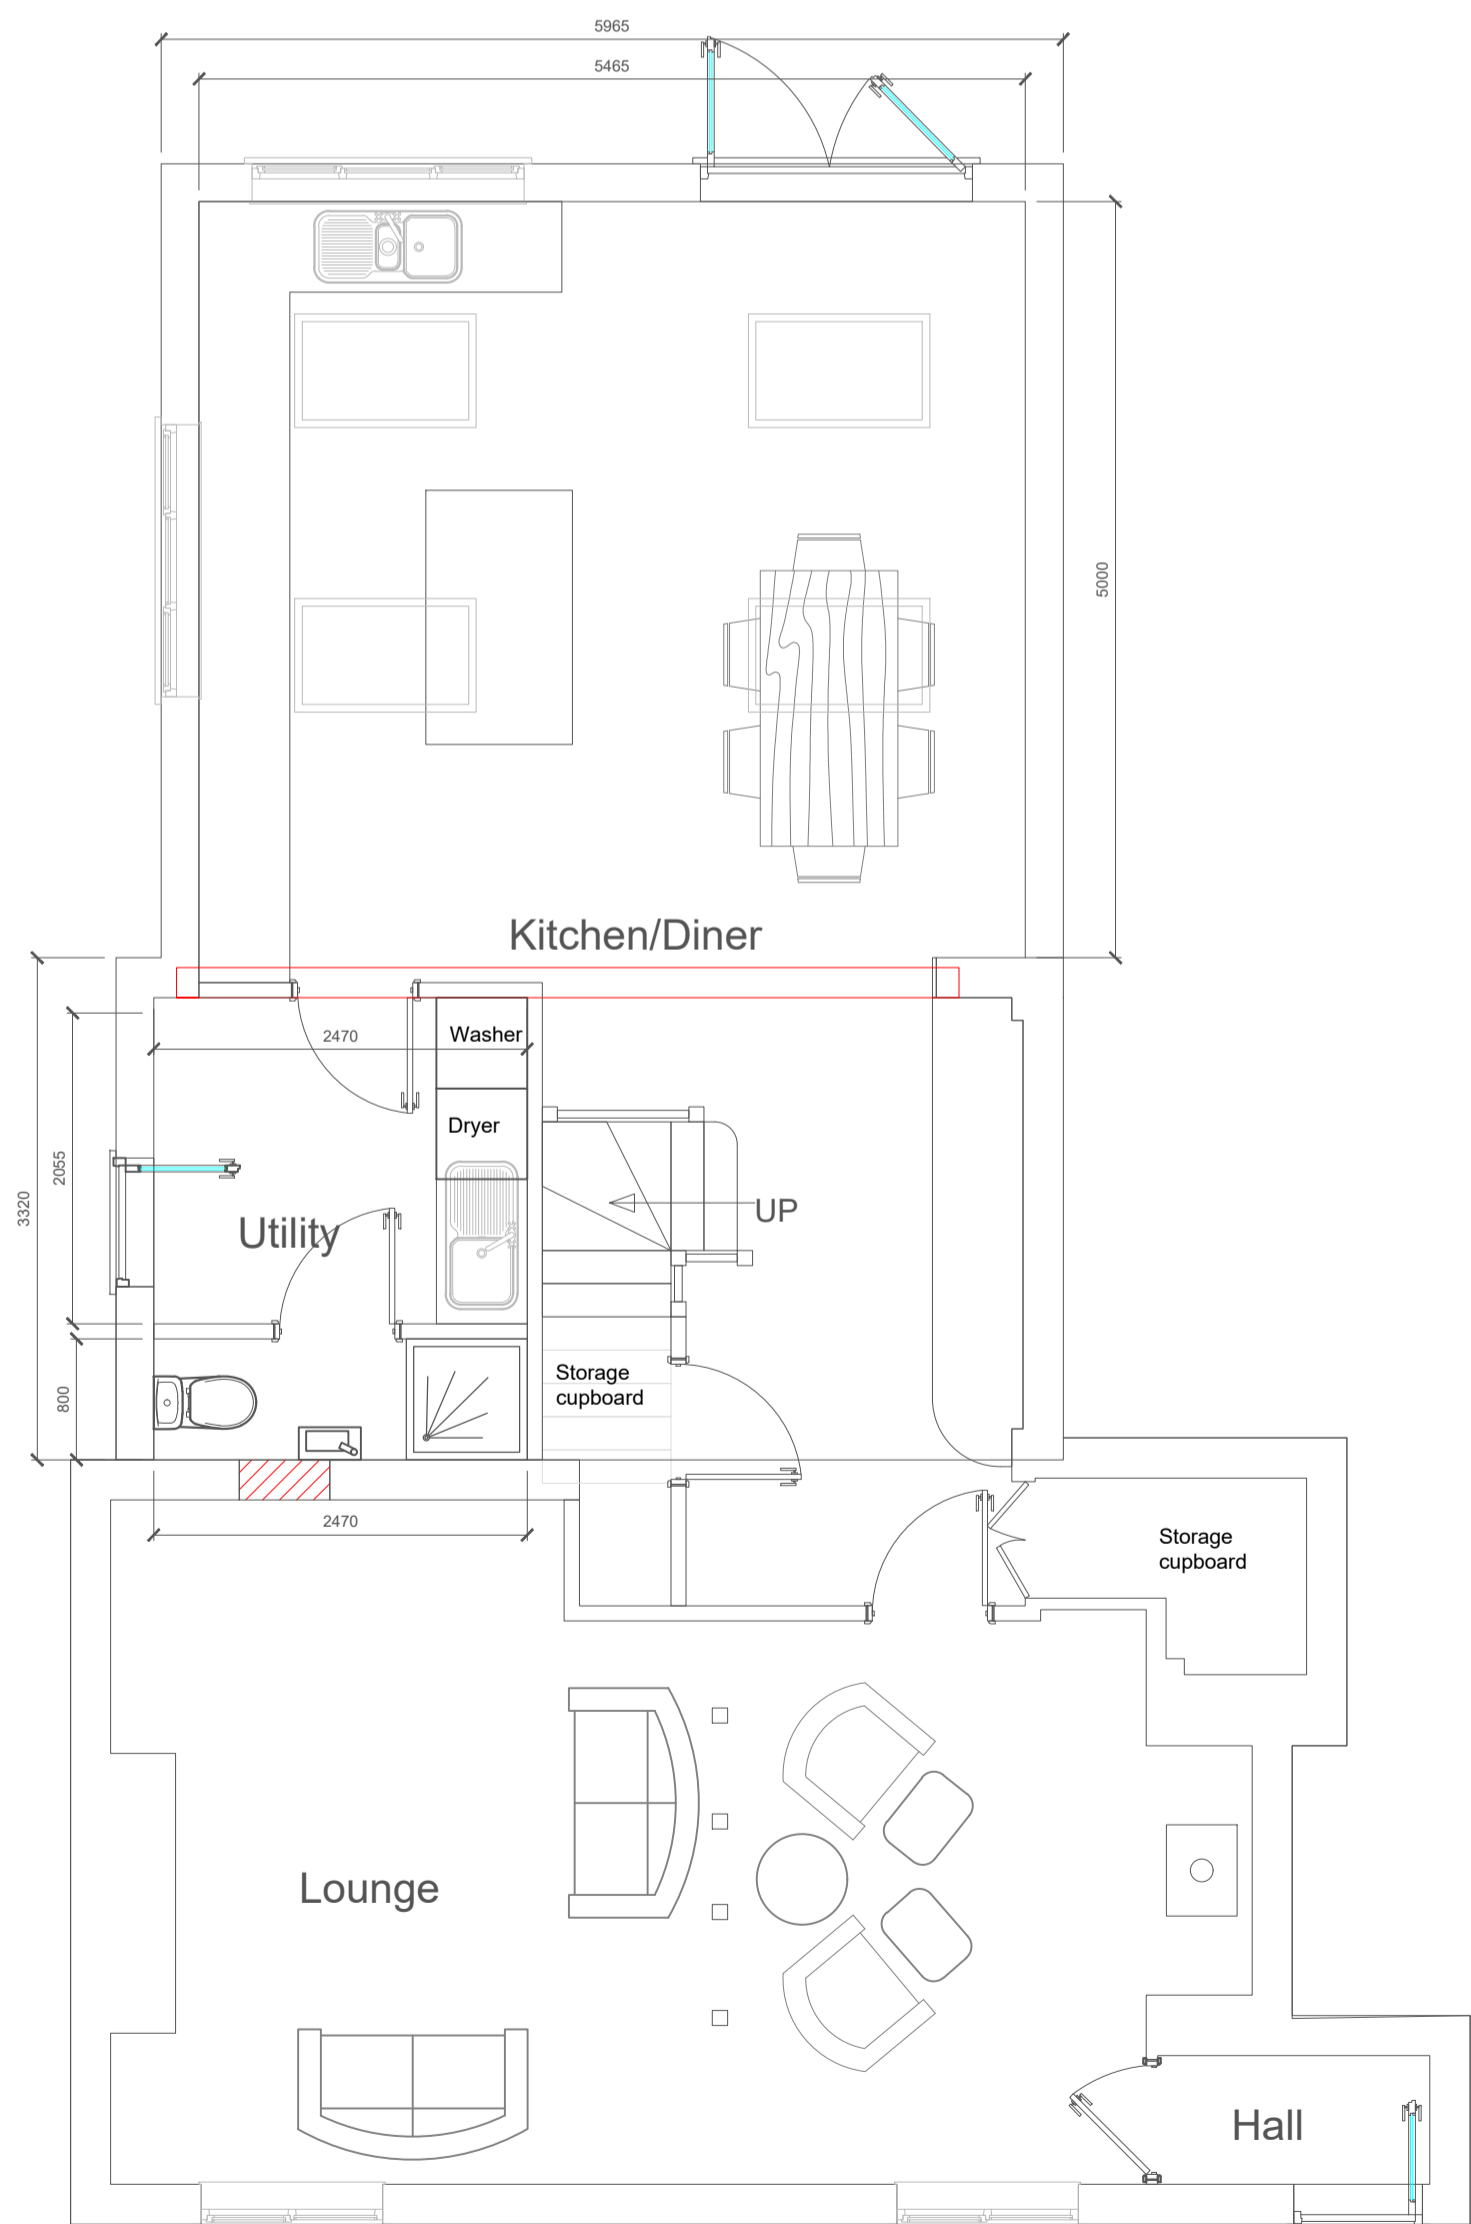 5965
5465
5000
Kitchen/Diner
2470
Washer
Dryer
2055
3320
UP
Utility
800
Storage
cupboard
2470
Storage
cupboard
Lounge
Hall